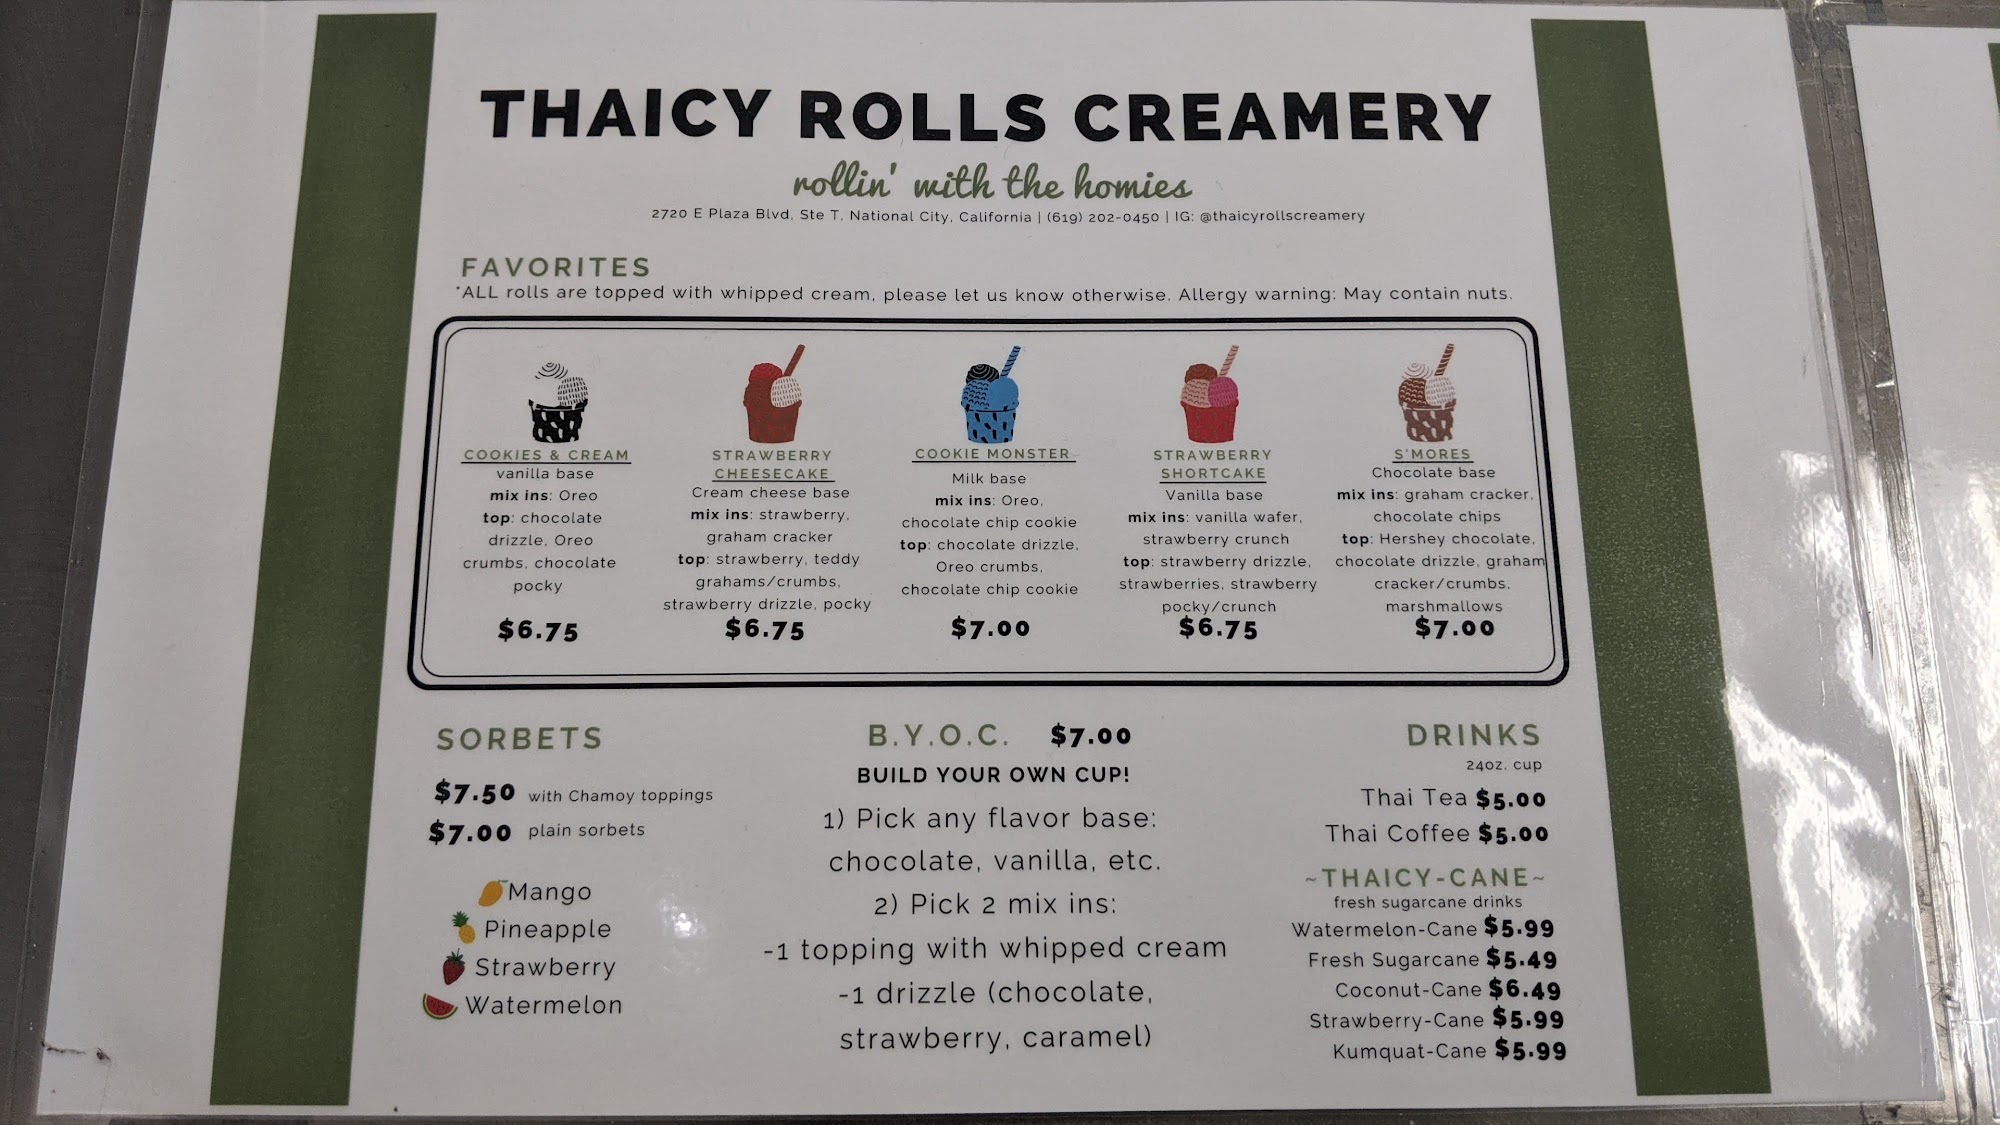 THAICY ROLLS CREAMERY
rollin' with the homies
2720 E Plaza Blvd, Ste T, National City, California | (619) 202-0450 | IG: @thaicyrollscreamery
FAVORITES
*ALL rolls are topped with whipped cream, please let us know otherwise. Allergy warning: May contain nuts.
COOKIES & CREAM
vanilla base
mix ins: Oreo
top: chocolate
drizzle, Oreo
crumbs, chocolate
pocky
$6.75
STRAWBERRY
CHEESECAKE
Cream cheese base
mix ins: strawberry,
graham cracker
top: strawberry, teddy
grahams/crumbs,
strawberry drizzle, pocky
$6.75
COOKIE MONSTER
Milk base
mix ins: Oreo,
chocolate chip cookie
top: chocolate drizzle,
Oreo crumbs,
chocolate chip cookie
$7.00
STRAWBERRY
SHORTCAKE
Vanilla base
mix ins: vanilla wafer,
strawberry crunch
top: strawberry drizzle,
strawberries, strawberry
pocky/crunch
$6.75
S'MORES
Chocolate base
mix ins: graham cracker,
chocolate chips
top: Hershey chocolate,
chocolate drizzle, graham
cracker/crumbs,
marshmallows
$7.00
SORBETS
$7.50 with Chamoy toppings
$7.00 plain sorbets
Mango
Pineapple
Strawberry
Watermelon
B.Y.O.C. $7.00
BUILD YOUR OWN CUP!
1) Pick any flavor base:
chocolate, vanilla, etc.
2) Pick 2 mix ins:
-1 topping with whipped cream
-1 drizzle (chocolate,
strawberry, caramel)
DRINKS
24oz. cup
Thai Tea $5.00
Thai Coffee $5.00
~THAICY-CANE~
fresh sugarcane drinks
Watermelon-Cane $5.99
Fresh Sugarcane $5.49
Coconut-Cane $6.49
Strawberry-Cane $5.99
Kumquat-Cane $5.99